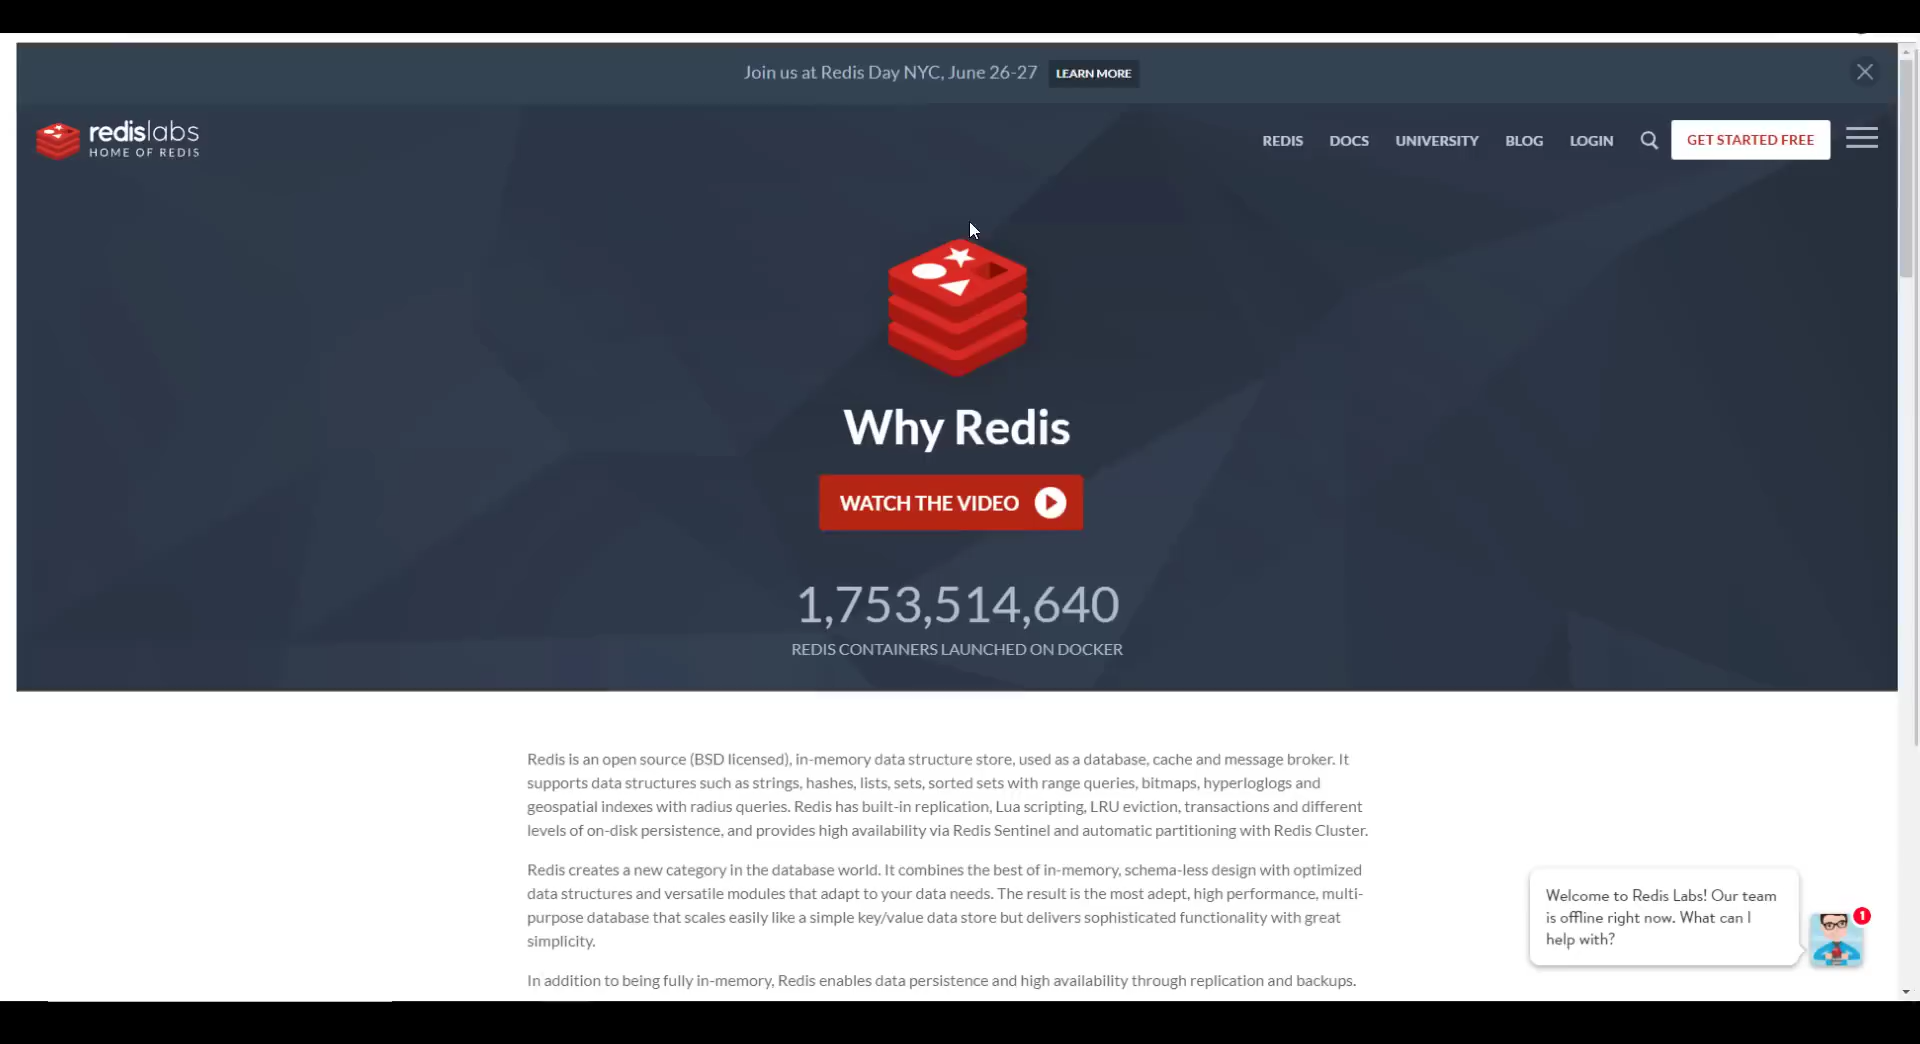 Join us at Redis Day NYC, June 26-27 LEARN MORE
redislabs
HOME OF REDIS
REDIS DOCS UNIVERSITY BLOG LOGIN GET STARTED FREE
Why Redis
WATCH THE VIDEO
1,753,514,640
REDIS CONTAINERS LAUNCHED ON DOCKER
Redis is an open source (BSD licensed), in-memory data structure store, used as a database, cache and message broker. It
supports data structures such as strings, hashes, lists, sets, sorted sets with range queries, bitmaps, hyperloglogs and
geospatial indexes with radius queries. Redis has built-in replication, Lua scripting, LRU eviction, transactions and different
levels of on-disk persistence, and provides high availability via Redis Sentinel and automatic partitioning with Redis Cluster.
Redis creates a new category in the database world. It combines the best of in-memory, schema-less design with optimized
data structures and versatile modules that adapt to your data needs. The result is the most adept, high performance, multi-
purpose database that scales easily like a simple key/value data store but delivers sophisticated functionality with great
simplicity.
In addition to being fully in-memory, Redis enables data persistence and high availability through replication and backups.
Welcome to Redis Labs! Our team
is offline right now. What can I
help with?
1